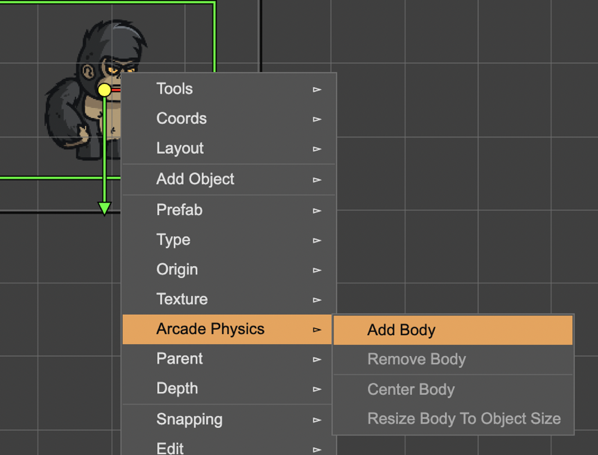 Tools
Coords
Layout
Add Object
Prefab
Type
Origin
Texture
Arcade Physics
Add Body
Parent
Remove Body
Depth
Center Body
Snapping
Resize Body To Object Size
Edit